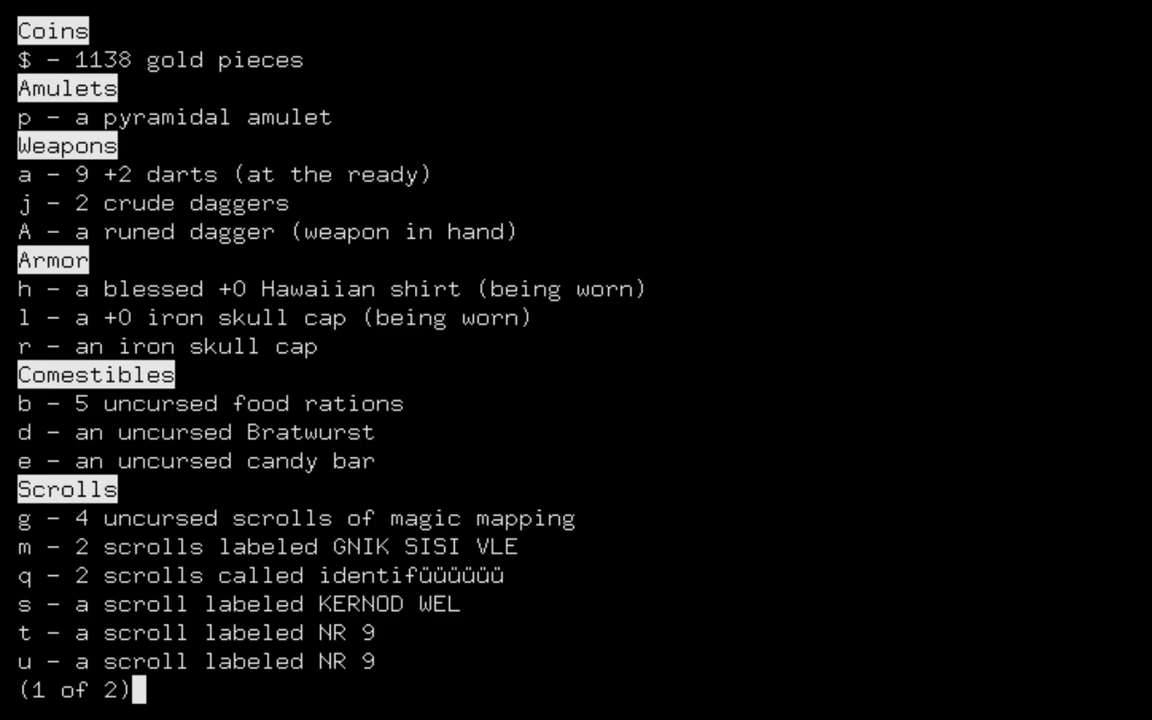 Coins
$ - 1138 gold pieces
Amulets
p - a pyramidal amulet
Weapons
a - 9 +2 darts (at the ready)
j - 2 crude daggers
A - a runed dagger (weapon in hand)
Armor
h - a blessed +0 Hawaiian shirt (being worn)
l - a +0 iron skull cap (being worn)
r - an iron skull cap
Comestibles
b - 5 uncursed food rations
d - an uncursed Bratwurst
e - an uncursed candy bar
Scrolls
g - 4 uncursed scrolls of magic mapping
m - 2 scrolls labeled GNIK SISI VLE
q - 2 scrolls called identifüüüüüü
s - a scroll labeled KERNOD WEL
t - a scroll labeled NR 9
u - a scroll labeled NR 9
(1 of 2)